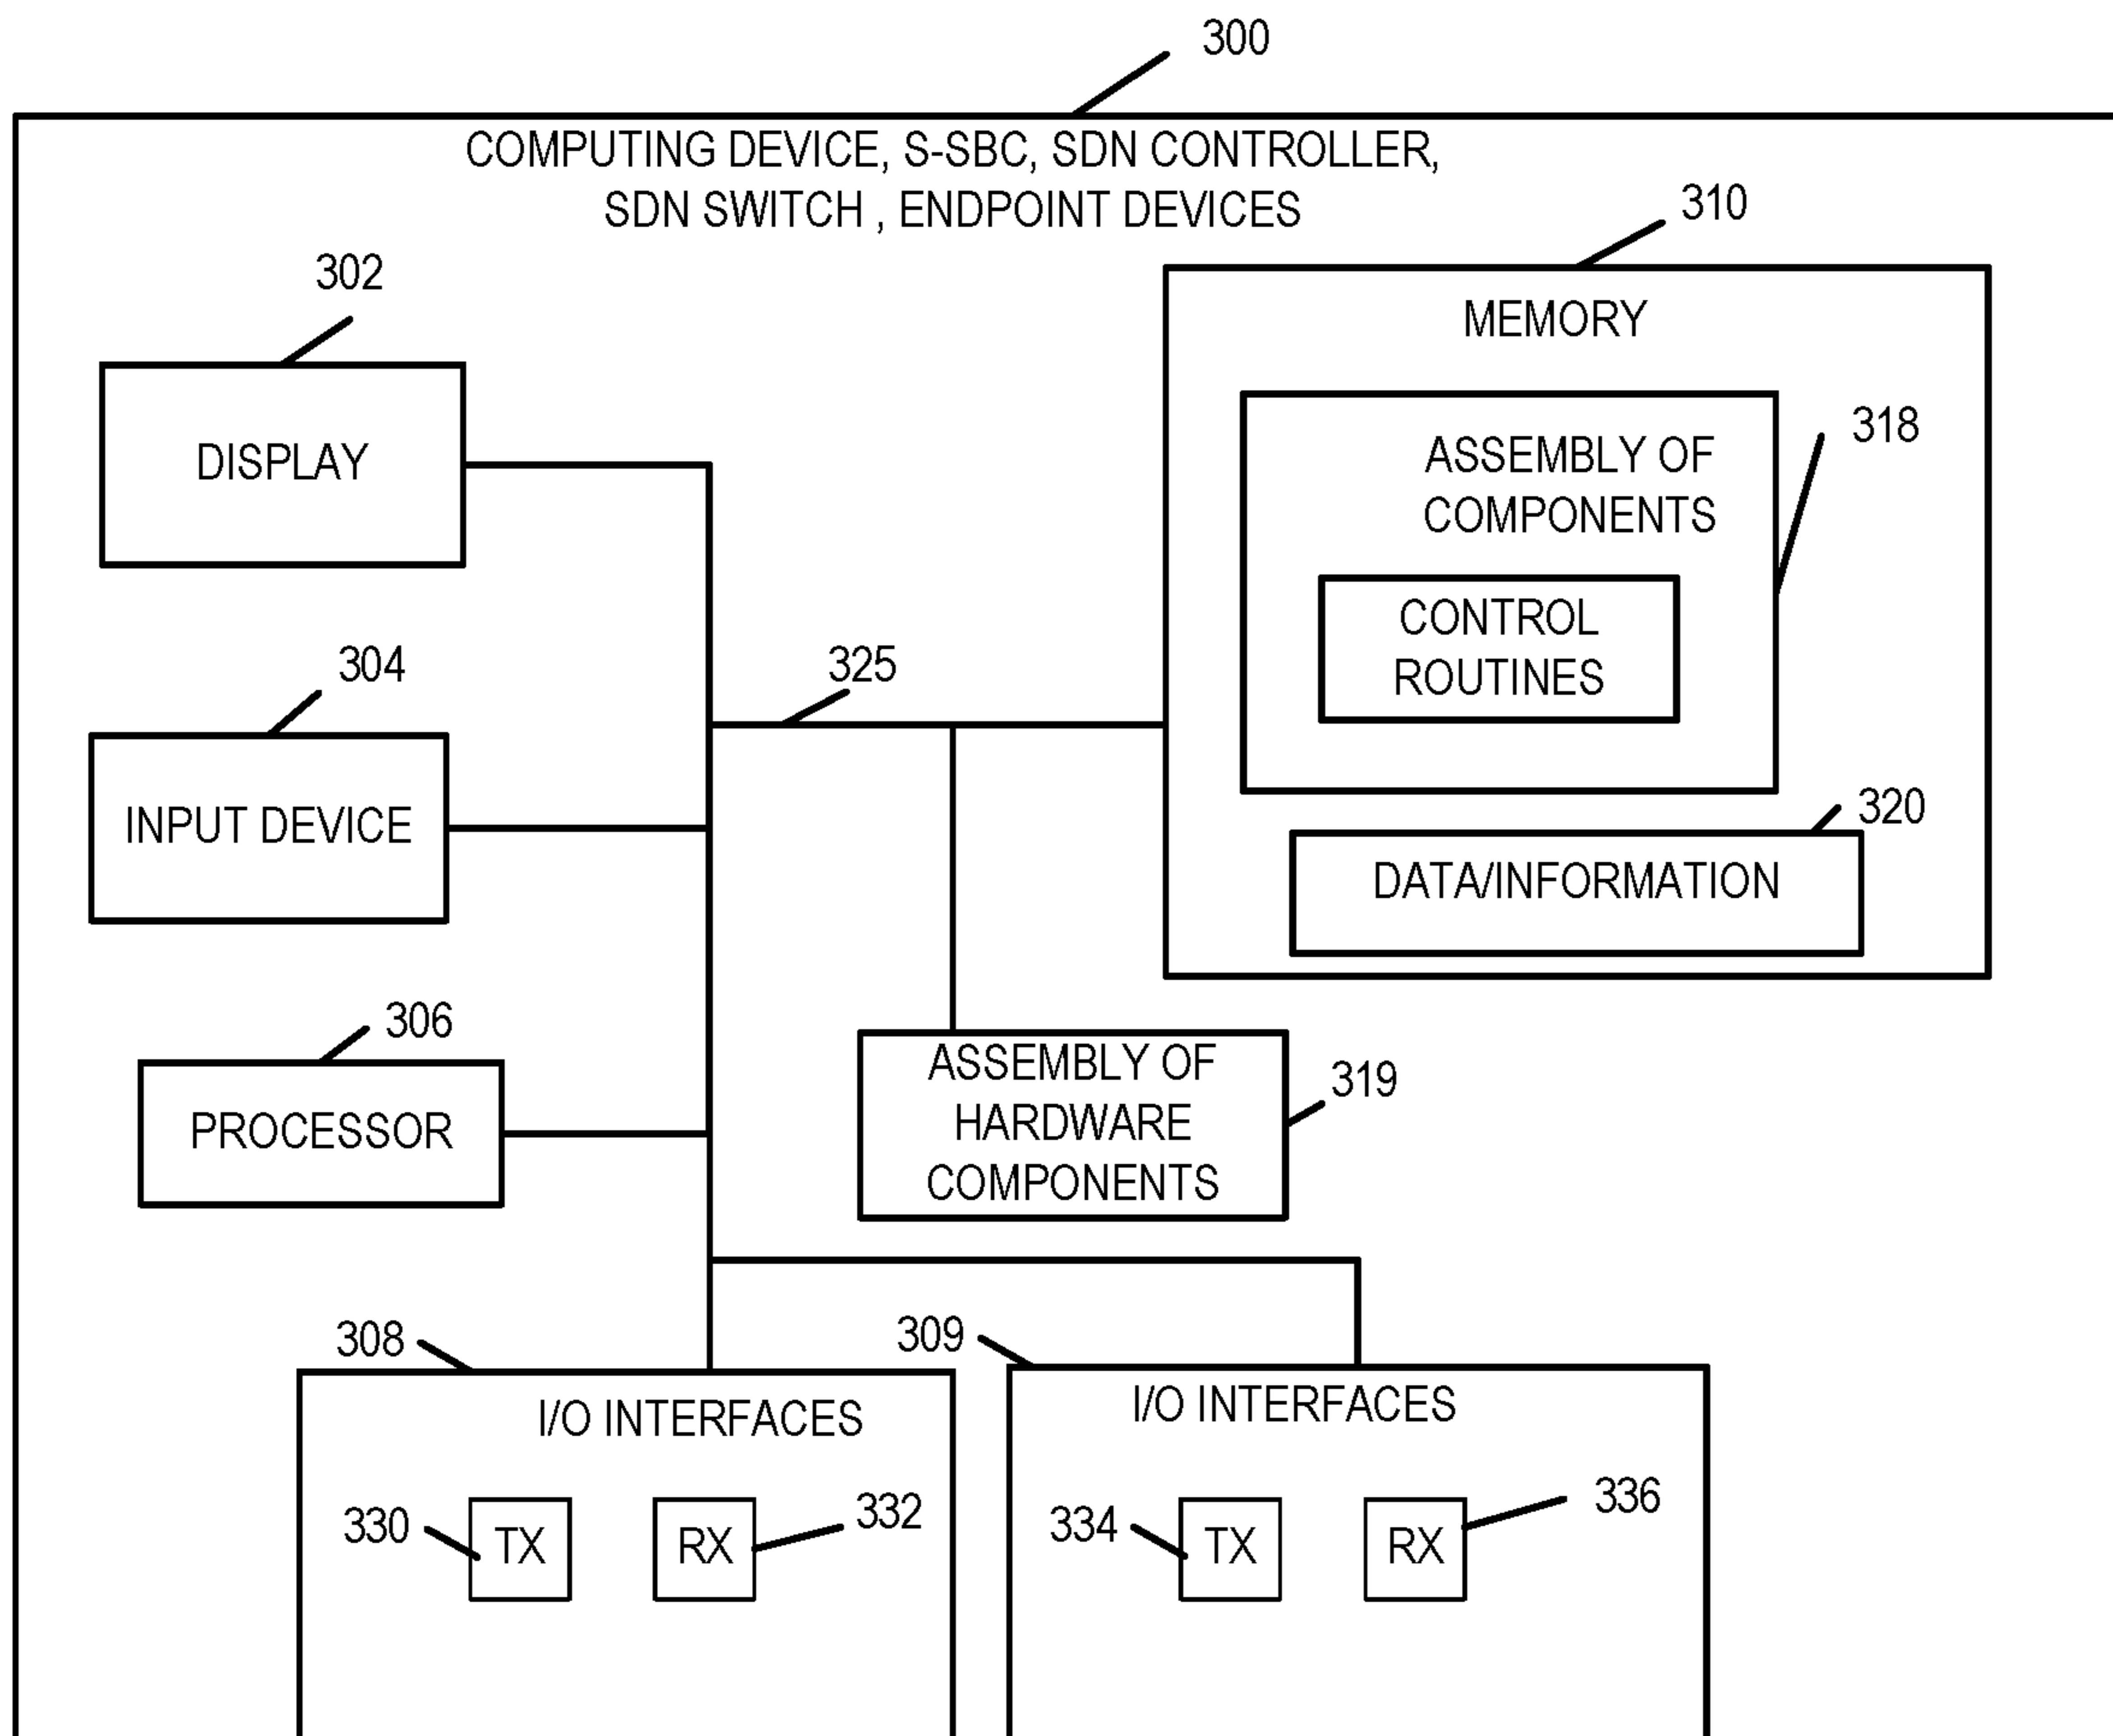 300
COMPUTING DEVICE, S-SBC, SDN CONTROLLER,
SDN SWITCH , ENDPOINT DEVICES
310
MEMORY
302
DISPLAY
318
ASSEMBLY OF
COMPONENTS
CONTROL
ROUTINES
304
INPUT DEVICE
325
320
DATA/INFORMATION
306
PROCESSOR
319
ASSEMBLY OF
HARDWARE
COMPONENTS
308
I/O INTERFACES
330
TX
RX
332
309
I/O INTERFACES
334
TX
RX
336